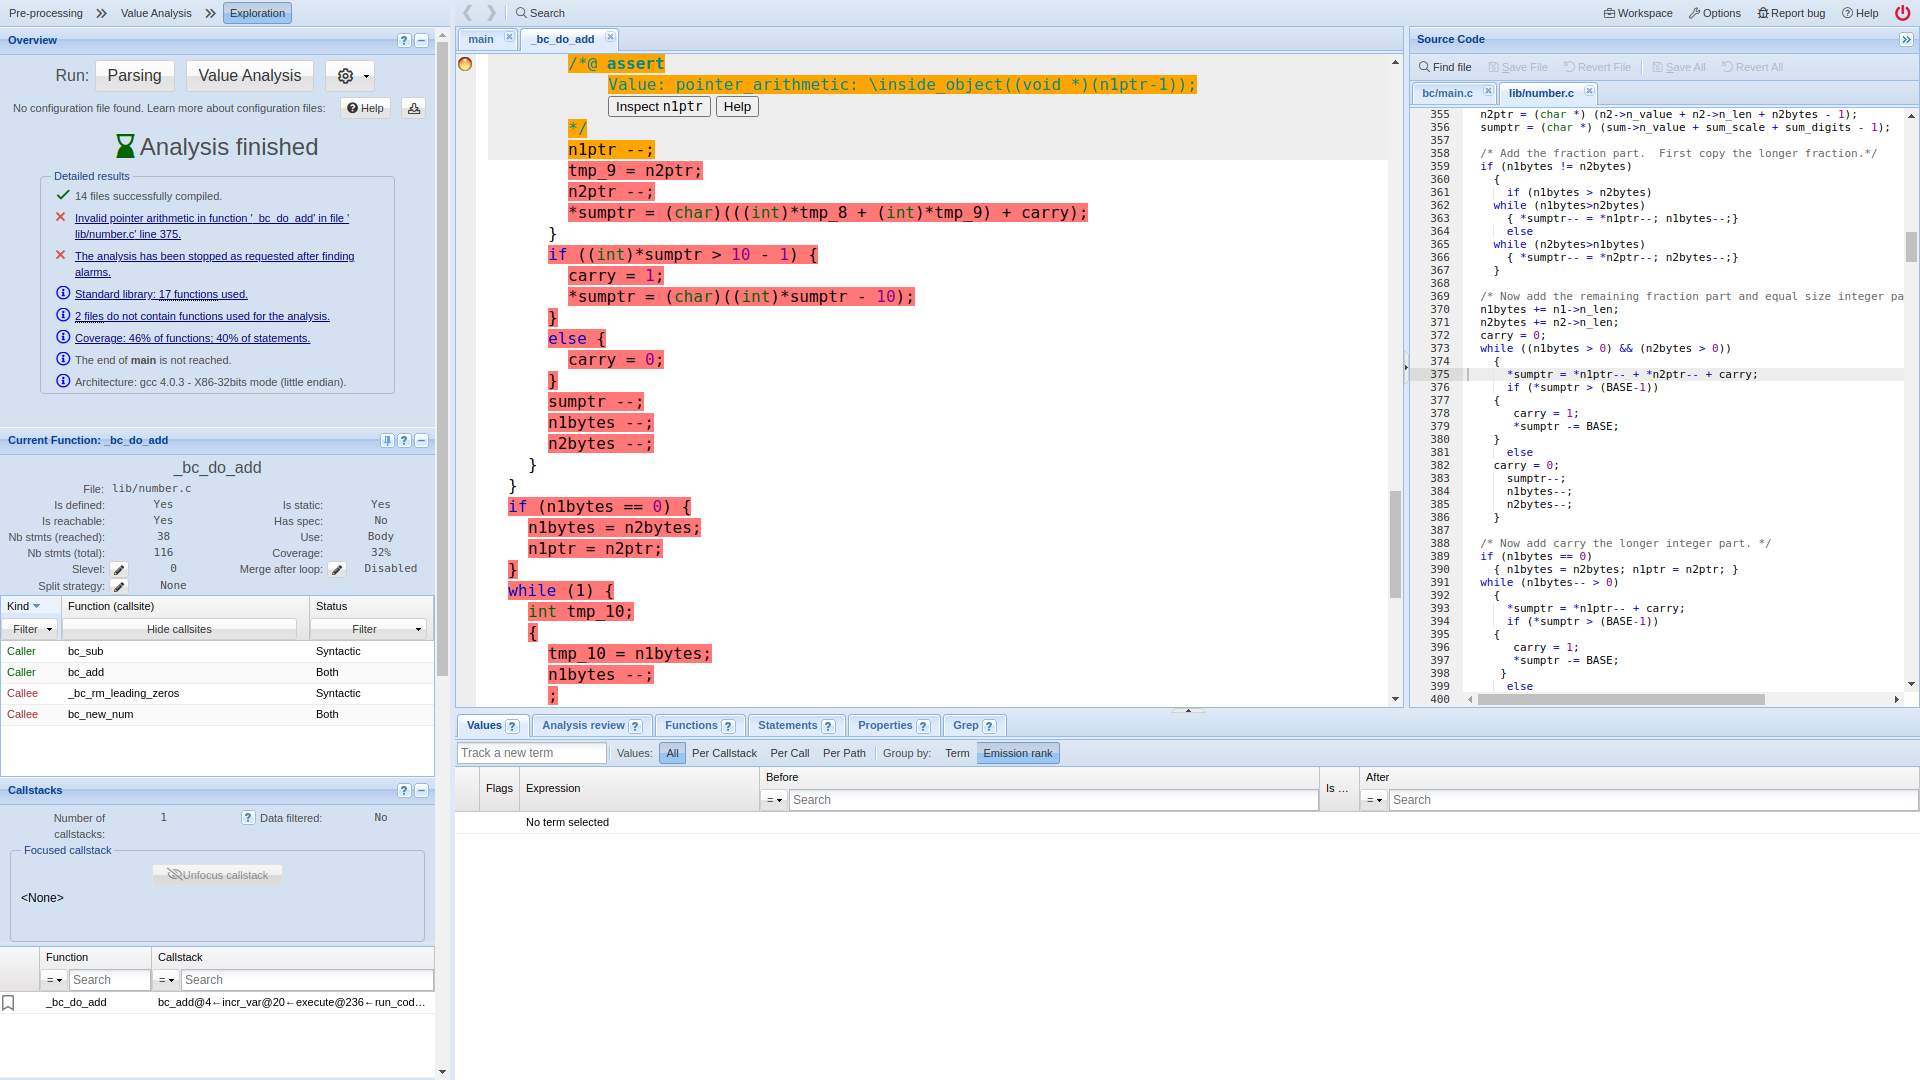 Pre-processing Value Analysis Exploration
Search
Workspace Options Report bug Help
Overview
Run: Parsing Value Analysis
No configuration file found. Learn more about configuration files: Help
Analysis finished
Detailed results
14 files successfully compiled.
Invalid pointer arithmetic in function '_bc_do_add' in file '
lib/number.c' line 375.
The analysis has been stopped as requested after finding
alarms.
Standard library: 17 functions used.
2 files do not contain functions used for the analysis.
Coverage: 46% of functions; 40% of statements.
The end of main is not reached.
Architecture: gcc 4.0.3 - X86-32bits mode (little endian).
Current Function: _bc_do_add
_bc_do_add
File: lib/number.c
Is defined: Yes Is static: Yes
Is reachable: Yes Has spec: No
Nb stmts (reached): 38 Use: Body
Nb stmts (total): 116 Coverage: 32%
Slevel: 0 Merge after loop: Disabled
Split strategy: None
Kind Function (callsite) Status
Filter Hide callsites Filter
Caller bc_sub Syntactic
Caller bc_add Both
Callee _bc_rm_leading_zeros Syntactic
Callee bc_new_num Both
Callstacks
Number of callstacks: 1 ? Data filtered: No
Focused callstack
Unfocus callstack
<None>
Function Callstack
= Search = Search
_bc_do_add bc_add@4←incr_var@20←execute@236←run_cod...
main _bc_do_add
/*@ assert
Value: pointer_arithmetic: \inside_object((void *)(n1ptr-1));
Inspect n1ptr Help
*/
n1ptr --;
tmp_9 = n2ptr;
n2ptr --;
*sumptr = (char)(((int)*tmp_8 + (int)*tmp_9) + carry);
}
if ((int)*sumptr > 10 - 1) {
carry = 1;
*sumptr = (char)((int)*sumptr - 10);
}
else {
carry = 0;
}
sumptr --;
n1bytes --;
n2bytes --;
}
}
if (n1bytes == 0) {
n1bytes = n2bytes;
n1ptr = n2ptr;
}
while (1) {
int tmp_10;
{
tmp_10 = n1bytes;
n1bytes --;
;
Source Code
Find file Save File Revert File Save All Revert All
bc/main.c lib/number.c
355 n2ptr = (char *) (n2->n_value + n2->n_len + n2bytes - 1);
356 sumptr = (char *) (sum->n_value + sum_scale + sum_digits - 1);
357
358 /* Add the fraction part.  First copy the longer fraction.*/
359 if (n1bytes != n2bytes)
360 {
361 if (n1bytes > n2bytes)
362 while (n1bytes>n2bytes)
363 { *sumptr-- = *n1ptr--; n1bytes--;}
364 else
365 while (n2bytes>n1bytes)
366 { *sumptr-- = *n2ptr--; n2bytes--;}
367 }
368
369 /* Now add the remaining fraction part and equal size integer pa
370 n1bytes += n1->n_len;
371 n2bytes += n2->n_len;
372 carry = 0;
373 while ((n1bytes > 0) && (n2bytes > 0))
374 {
375 *sumptr = *n1ptr-- + *n2ptr-- + carry;
376 if (*sumptr > (BASE-1))
377 {
378 carry = 1;
379 *sumptr -= BASE;
380 }
381 else
382 carry = 0;
383 sumptr--;
384 n1bytes--;
385 n2bytes--;
386 }
387
388 /* Now add carry the longer integer part. */
389 if (n1bytes == 0)
390 { n1bytes = n2bytes; n1ptr = n2ptr; }
391 while (n1bytes-- > 0)
392 {
393 *sumptr = *n1ptr-- + carry;
394 if (*sumptr > (BASE-1))
395 {
396 carry = 1;
397 *sumptr -= BASE;
398 }
399 else
400
Values ? Analysis review ? Functions ? Statements ? Properties ? Grep ?
Track a new term Values: All Per Callstack Per Call Per Path Group by: Term Emission rank
Flags Expression Before Is ... After
= Search = Search
No term selected